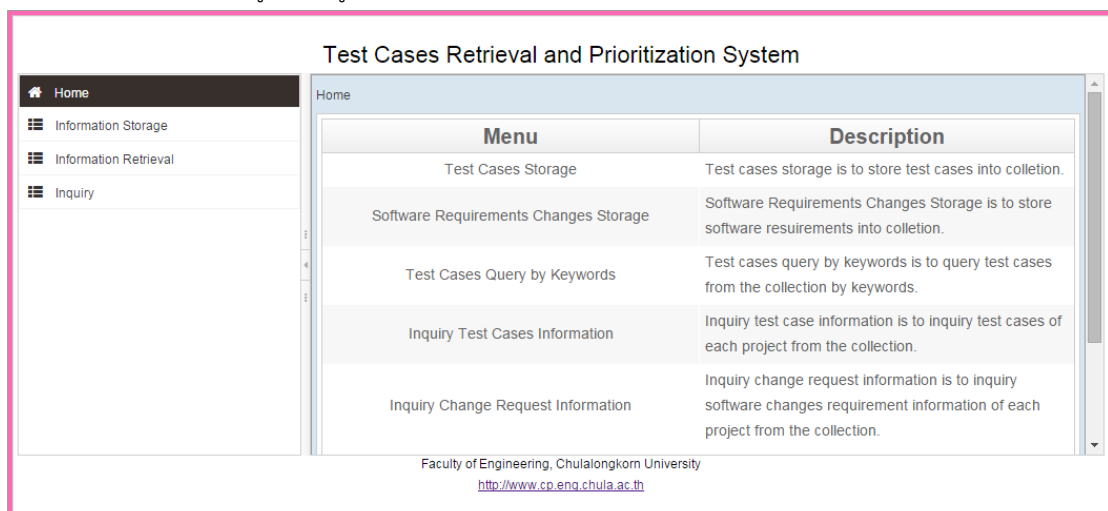 Test Cases Retrieval and Prioritization System
Home
Information Storage
Information Retrieval
Inquiry
Home
Menu
Description
Test Cases Storage
Test cases storage is to store test cases into colletion.
Software Requirements Changes Storage
Software Requirements Changes Storage is to store
software resuirements into colletion.
Test Cases Query by Keywords
Test cases query by keywords is to query test cases
from the collection by keywords.
Inquiry Test Cases Information
Inquiry test case information is to inquiry test cases of
each project from the collection.
Inquiry Change Request Information
Inquiry change request information is to inquiry
software changes requirement information of each
project from the collection.
Faculty of Engineering, Chulalongkorn University
http://www.cp.eng.chula.ac.th